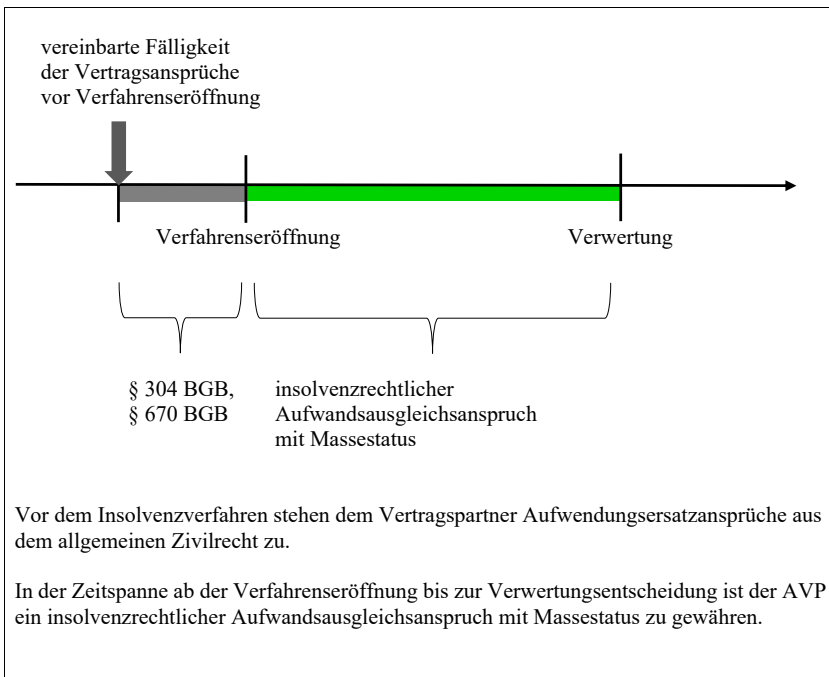 vereinbarte Fälligkeit
der Vertragsansprüche
vor Verfahrenseröffnung
Verfahrenseröffnung
Verwertung
§ 304 BGB,
§ 670 BGB
insolvenzrechtlicher
Aufwandsausgleichsanspruch
mit Massestatus
Vor dem Insolvenzverfahren stehen dem Vertragspartner Aufwendungsersatzansprüche aus
dem allgemeinen Zivilrecht zu.
In der Zeitspanne ab der Verfahrenseröffnung bis zur Verwertungsentscheidung ist der AVP
ein insolvenzrechtlicher Aufwandsausgleichsanspruch mit Massestatus zu gewähren.